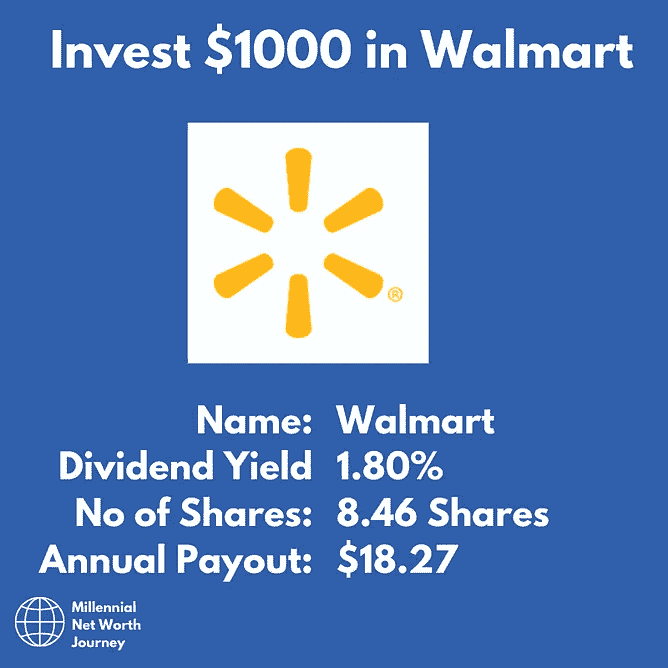 Invest $1000 in Walmart
®
Name: Walmart
Dividend Yield 1.80%
No of Shares: 8.46 Shares
Annual Payout: $18.27
Millennial
Net Worth
Journey